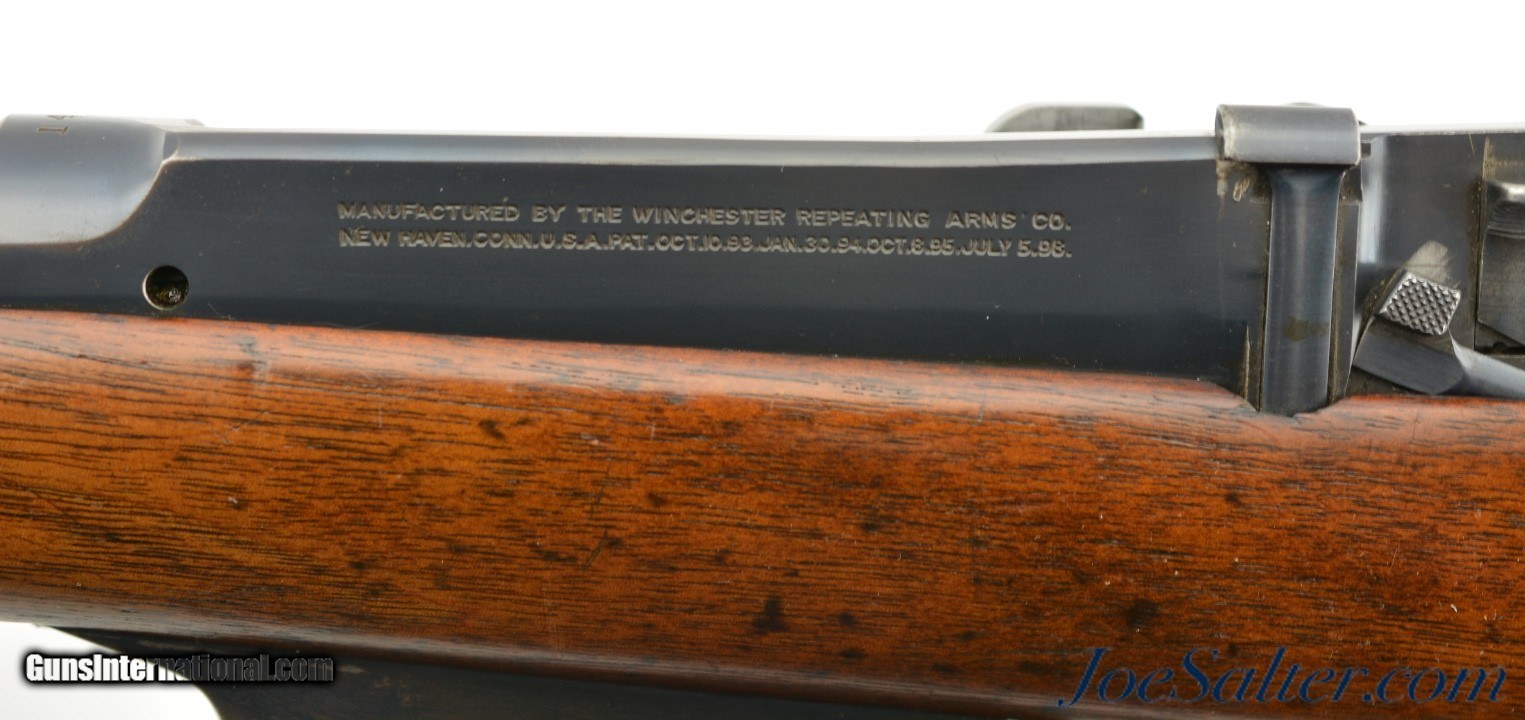 MANUFACTURED BY THE WINCHESTER REPEATING ARMS CO.
NEW HAVEN.CONN.U.S.A.PAT.OCT.10.93.JAN.30.94.OCT.8.95.JULY 5.98.
GunsInternational.com
JoeSalter.com